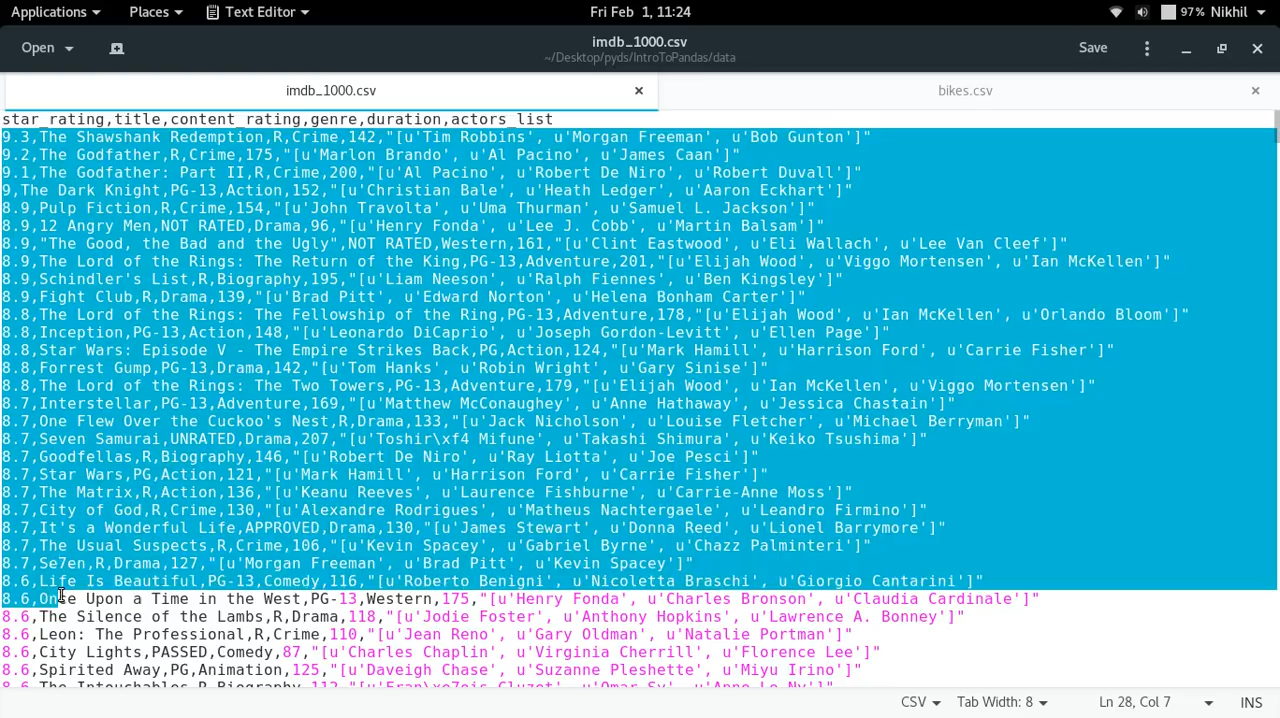 Applications Places Text Editor Fri Feb 1, 11:24 97% Nikhil
Open imdb_1000.csv Save
~/Desktop/pyds/IntroToPandas/data
imdb_1000.csv bikes.csv
star_rating,title,content_rating,genre,duration,actors_list
9.3,The Shawshank Redemption,R,Crime,142,"[u'Tim Robbins', u'Morgan Freeman', u'Bob Gunton']"
9.2,The Godfather,R,Crime,175,"[u'Marlon Brando', u'Al Pacino', u'James Caan']"
9.1,The Godfather: Part II,R,Crime,200,"[u'Al Pacino', u'Robert De Niro', u'Robert Duvall']"
9,The Dark Knight,PG-13,Action,152,"[u'Christian Bale', u'Heath Ledger', u'Aaron Eckhart']"
8.9,Pulp Fiction,R,Crime,154,"[u'John Travolta', u'Uma Thurman', u'Samuel L. Jackson']"
8.9,12 Angry Men,NOT RATED,Drama,96,"[u'Henry Fonda', u'Lee J. Cobb', u'Martin Balsam']"
8.9,"The Good, the Bad and the Ugly",NOT RATED,Western,161,"[u'Clint Eastwood', u'Eli Wallach', u'Lee Van Cleef']"
8.9,The Lord of the Rings: The Return of the King,PG-13,Adventure,201,"[u'Elijah Wood', u'Viggo Mortensen', u'Ian McKellen']"
8.9,Schindler's List,R,Biography,195,"[u'Liam Neeson', u'Ralph Fiennes', u'Ben Kingsley']"
8.9,Fight Club,R,Drama,139,"[u'Brad Pitt', u'Edward Norton', u'Helena Bonham Carter']"
8.8,The Lord of the Rings: The Fellowship of the Ring,PG-13,Adventure,178,"[u'Elijah Wood', u'Ian McKellen', u'Orlando Bloom']"
8.8,Inception,PG-13,Action,148,"[u'Leonardo DiCaprio', u'Joseph Gordon-Levitt', u'Ellen Page']"
8.8,Star Wars: Episode V - The Empire Strikes Back,PG,Action,124,"[u'Mark Hamill', u'Harrison Ford', u'Carrie Fisher']"
8.8,Forrest Gump,PG-13,Drama,142,"[u'Tom Hanks', u'Robin Wright', u'Gary Sinise']"
8.8,The Lord of the Rings: The Two Towers,PG-13,Adventure,179,"[u'Elijah Wood', u'Ian McKellen', u'Viggo Mortensen']"
8.7,Interstellar,PG-13,Adventure,169,"[u'Matthew McConaughey', u'Anne Hathaway', u'Jessica Chastain']"
8.7,One Flew Over the Cuckoo's Nest,R,Drama,133,"[u'Jack Nicholson', u'Louise Fletcher', u'Michael Berryman']"
8.7,Seven Samurai,UNRATED,Drama,207,"[u'Toshir\xf4 Mifune', u'Takashi Shimura', u'Keiko Tsushima']"
8.7,Goodfellas,R,Biography,146,"[u'Robert De Niro', u'Ray Liotta', u'Joe Pesci']"
8.7,Star Wars,PG,Action,121,"[u'Mark Hamill', u'Harrison Ford', u'Carrie Fisher']"
8.7,The Matrix,R,Action,136,"[u'Keanu Reeves', u'Laurence Fishburne', u'Carrie-Anne Moss']"
8.7,City of God,R,Crime,130,"[u'Alexandre Rodrigues', u'Matheus Nachtergaele', u'Leandro Firmino']"
8.7,It's a Wonderful Life,APPROVED,Drama,130,"[u'James Stewart', u'Donna Reed', u'Lionel Barrymore']"
8.7,The Usual Suspects,R,Crime,106,"[u'Kevin Spacey', u'Gabriel Byrne', u'Chazz Palminteri']"
8.7,Se7en,R,Drama,127,"[u'Morgan Freeman', u'Brad Pitt', u'Kevin Spacey']"
8.6,Life Is Beautiful,PG-13,Comedy,116,"[u'Roberto Benigni', u'Nicoletta Braschi', u'Giorgio Cantarini']"
8.6,Once Upon a Time in the West,PG-13,Western,175,"[u'Henry Fonda', u'Charles Bronson', u'Claudia Cardinale']"
8.6,The Silence of the Lambs,R,Drama,118,"[u'Jodie Foster', u'Anthony Hopkins', u'Lawrence A. Bonney']"
8.6,Leon: The Professional,R,Crime,110,"[u'Jean Reno', u'Gary Oldman', u'Natalie Portman']"
8.6,City Lights,PASSED,Comedy,87,"[u'Charles Chaplin', u'Virginia Cherrill', u'Florence Lee']"
8.6,Spirited Away,PG,Animation,125,"[u'Daveigh Chase', u'Suzanne Pleshette', u'Miyu Irino']"
8.6,The Intouchables,R,Biography,112,"[u'Fran\xe7ois Cluzet', u'Omar Sy', u'Anne Le Ny']"
CSV Tab Width: 8 Ln 28, Col 7 INS